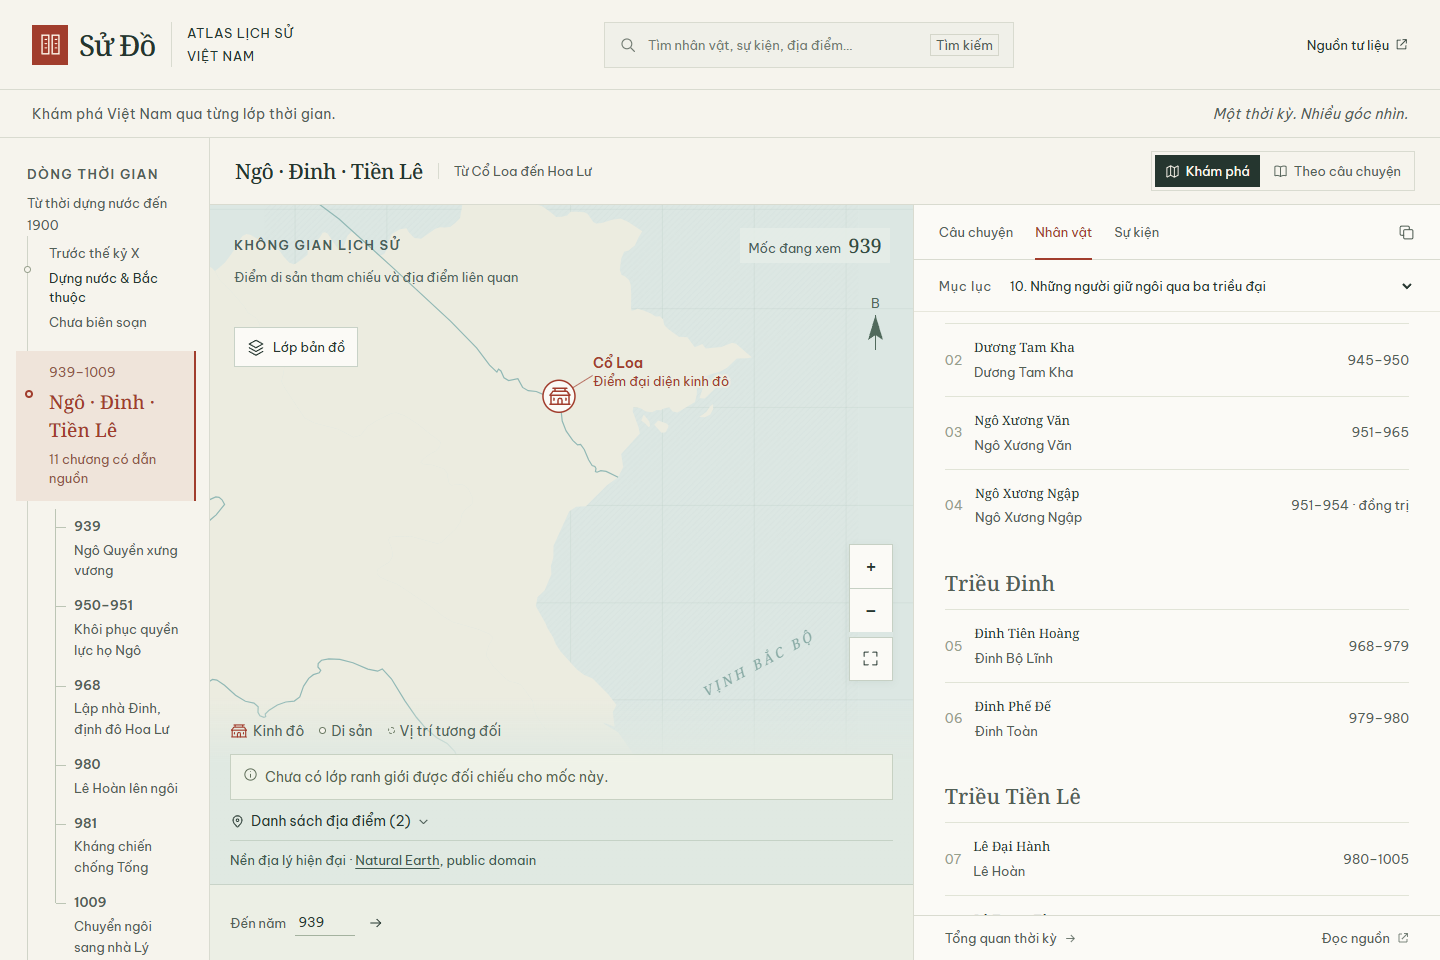 Sử Đồ
ATLAS LỊCH SỬ
VIỆT NAM
Tìm nhân vật, sự kiện, địa điểm...
Tìm kiếm
Nguồn tư liệu
Khám phá Việt Nam qua từng lớp thời gian.
Một thời kỳ. Nhiều góc nhìn.
DÒNG THỜI GIAN
Từ thời dựng nước đến
1900
Trước thế kỷ X
Dựng nước & Bắc
thuộc
Chưa biên soạn
939–1009
Ngô · Đinh ·
Tiền Lê
11 chương có dẫn
nguồn
939
Ngô Quyền xưng
vương
950–951
Khôi phục quyền
lực họ Ngô
968
Lập nhà Đinh,
định đô Hoa Lư
980
Lê Hoàn lên ngôi
981
Kháng chiến
chống Tống
1009
Chuyển ngôi
sang nhà Lý
Ngô · Đinh · Tiền Lê
Từ Cổ Loa đến Hoa Lư
Khám phá
Theo câu chuyện
KHÔNG GIAN LỊCH SỬ
Điểm di sản tham chiếu và địa điểm liên quan
Mốc đang xem 939
B
Lớp bản đồ
Cổ Loa
Điểm đại diện kinh đô
+
−
VỊNH BẮC BỘ
Kinh đô
Di sản
Vị trí tương đối
Chưa có lớp ranh giới được đối chiếu cho mốc này.
Danh sách địa điểm (2)
Nền địa lý hiện đại · Natural Earth, public domain
Đến năm 939
Câu chuyện
Nhân vật
Sự kiện
Mục lục
10. Những người giữ ngôi qua ba triều đại
02
Dương Tam Kha
Dương Tam Kha
945–950
03
Ngô Xương Văn
Ngô Xương Văn
951–965
04
Ngô Xương Ngập
Ngô Xương Ngập
951–954 · đồng trị
Triều Đinh
05
Đinh Tiên Hoàng
Đinh Bộ Lĩnh
968–979
06
Đinh Phế Đế
Đinh Toàn
979–980
Triều Tiền Lê
07
Lê Đại Hành
Lê Hoàn
980–1005
Tổng quan thời kỳ
Đọc nguồn